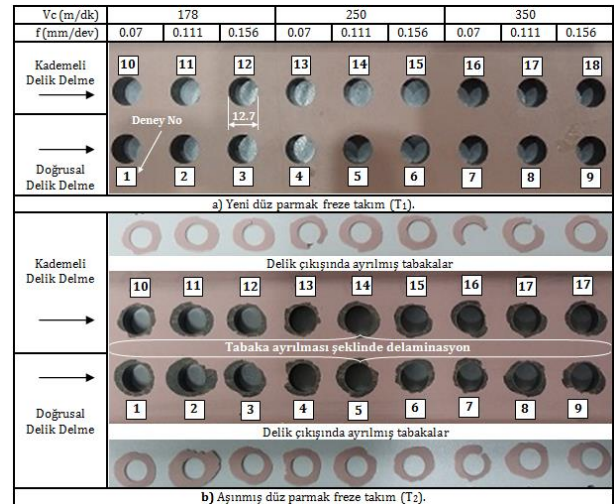 Vc (m/dk) 178 250 350
f (mm/dev) 0.07 0.111 0.156 0.07 0.111 0.156 0.07 0.111 0.156
Kademeli
Delik Delme
10 11 12 13 14 15 16 17 18
12.7
Deney No
Doğrusal
Delik Delme
1 2 3 4 5 6 7 8 9
a) Yeni düz parmak freze takım (T1).
Kademeli
Delik Delme
Delik çıkışında ayrılmış tabakalar
10 11 12 13 14 15 16 17 17
Tabaka ayrılması şeklinde delaminasyon
Doğrusal
Delik Delme
1 2 3 4 5 6 7 8 9
Delik çıkışında ayrılmış tabakalar
b) Aşınmış düz parmak freze takım (T2).